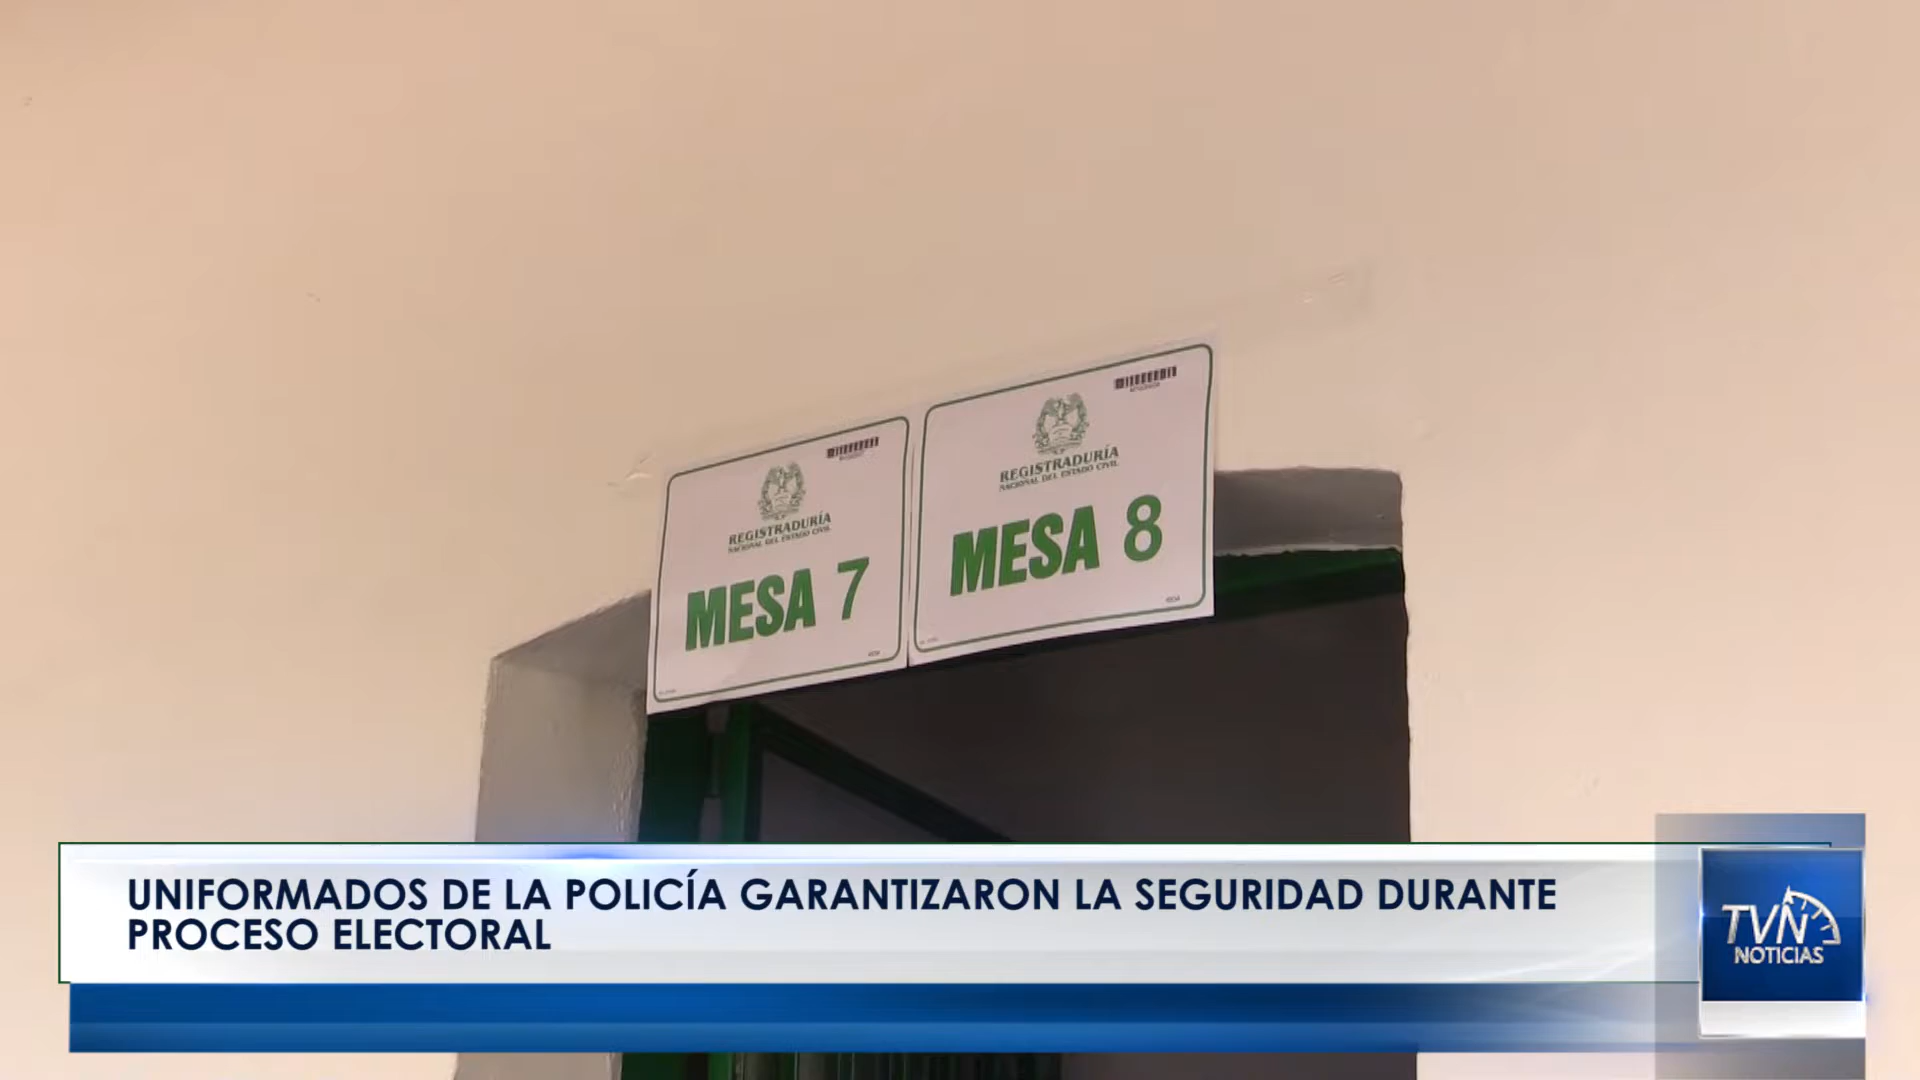 REGISTRADURÍA
NACIONAL DEL ESTADO CIVIL
MESA 7
REGISTRADURÍA
NACIONAL DEL ESTADO CIVIL
MESA 8
UNIFORMADOS DE LA POLICÍA GARANTIZARON LA SEGURIDAD DURANTE
PROCESO ELECTORAL
TVN
NOTICIAS